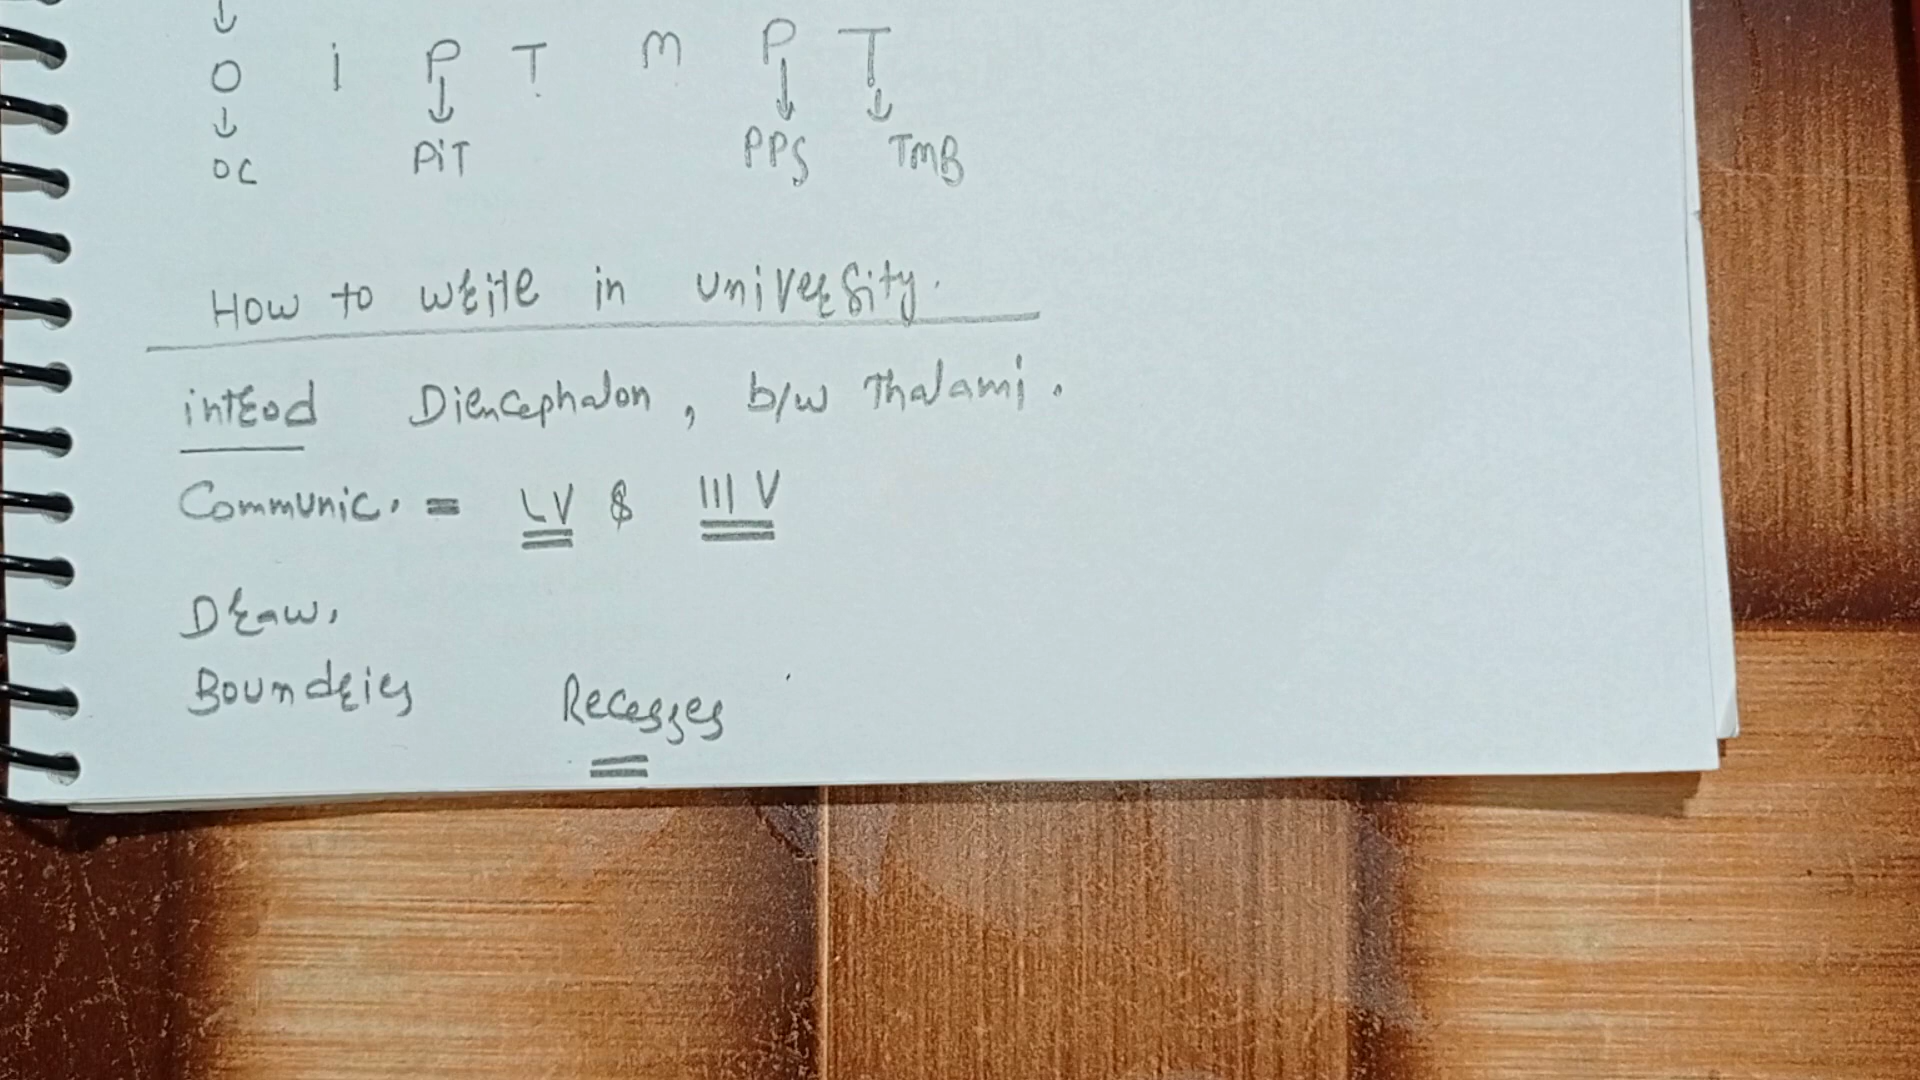 O i P T M P T
OC PiT PPS TMB
How to write in university.
introd Diencephalon, b/w Thalami.
Communic. = LV & III V
Draw.
Boundries Recesses